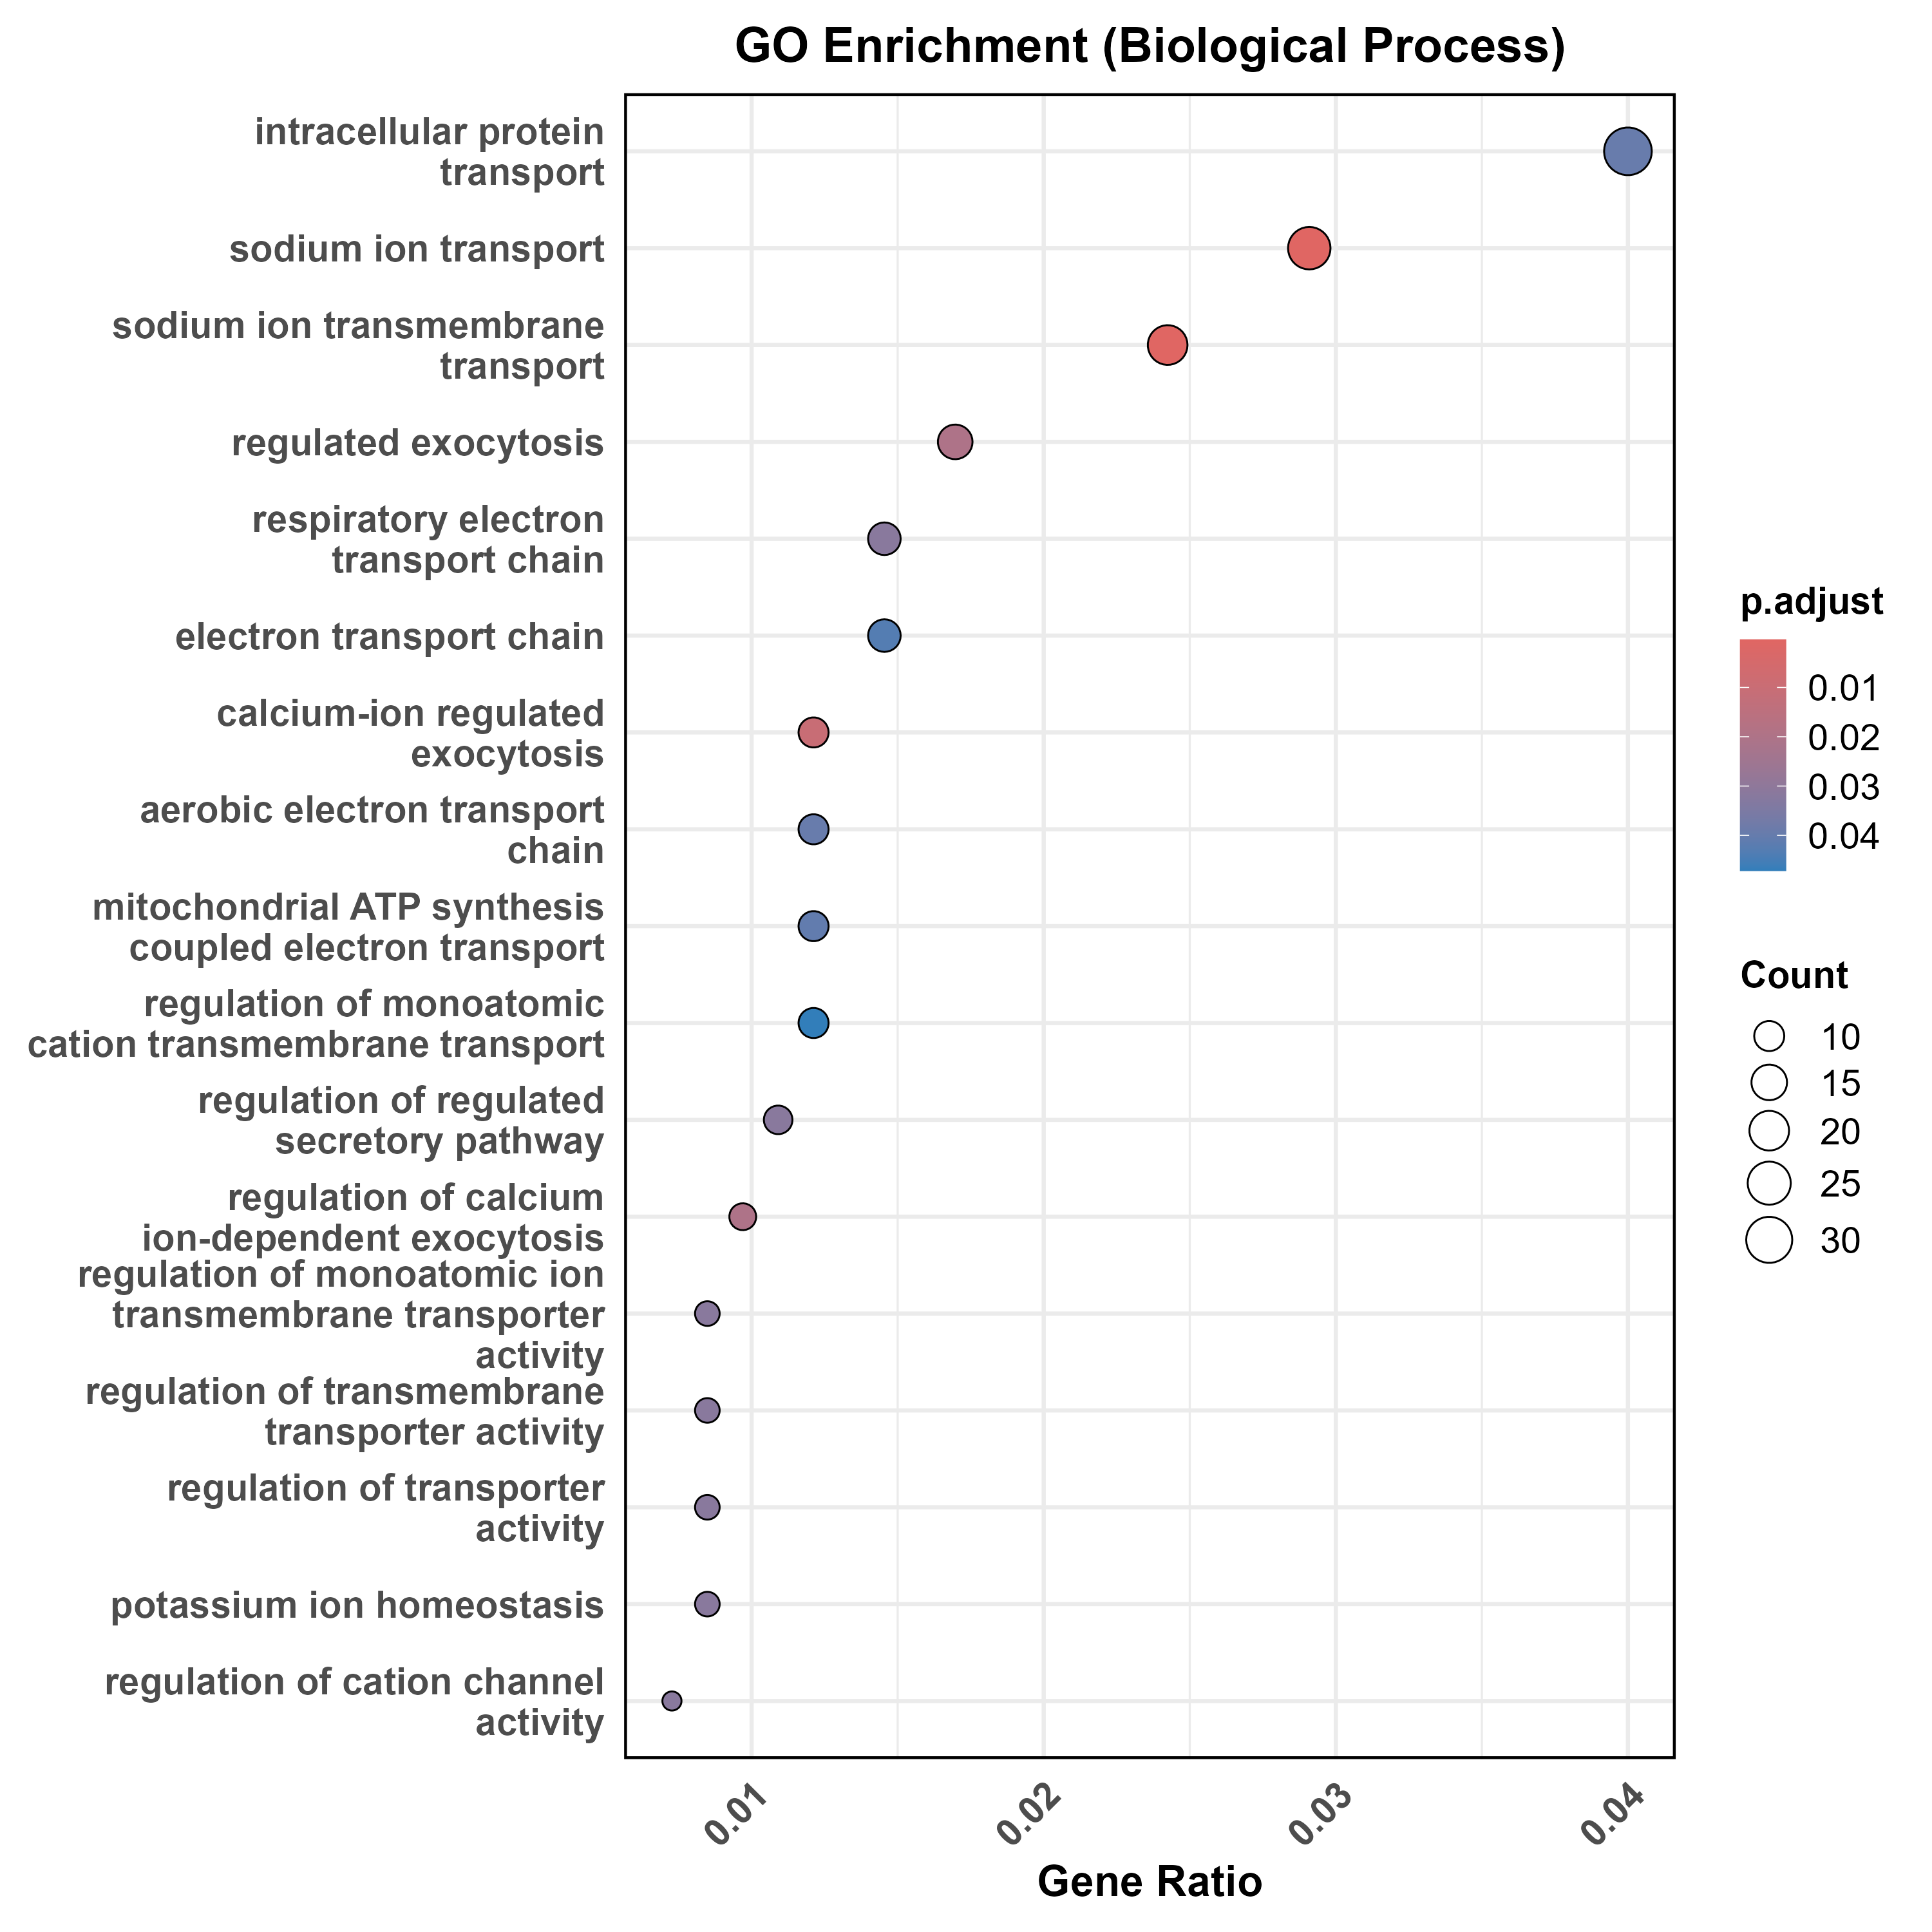 GO Enrichment (Biological Process)
intracellular protein
transport
sodium ion transport
sodium ion transmembrane
transport
regulated exocytosis
respiratory electron
transport chain
electron transport chain
calcium-ion regulated
exocytosis
aerobic electron transport
chain
mitochondrial ATP synthesis
coupled electron transport
regulation of monoatomic
cation transmembrane transport
regulation of regulated
secretory pathway
regulation of calcium
ion-dependent exocytosis
regulation of monoatomic ion
transmembrane transporter
activity
regulation of transmembrane
transporter activity
regulation of transporter
activity
potassium ion homeostasis
regulation of cation channel
activity
0.01
0.02
0.03
0.04
Gene Ratio
p.adjust
0.01
0.02
0.03
0.04
Count
10
15
20
25
30